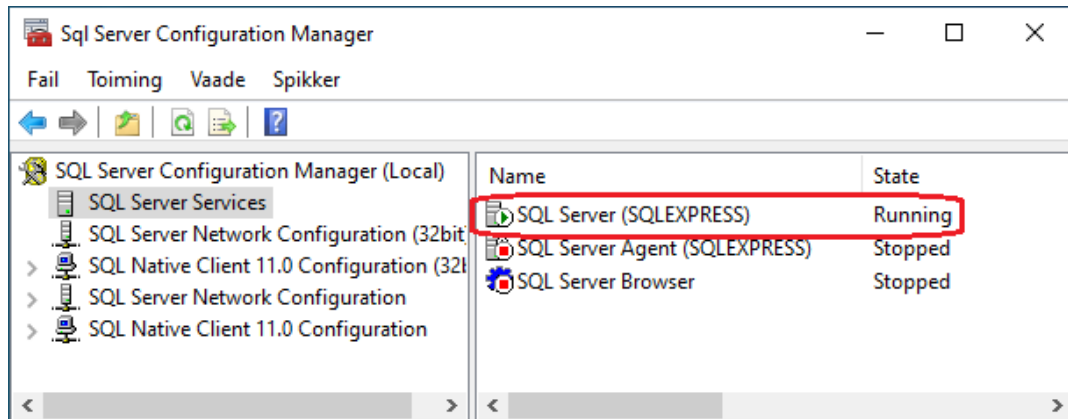 Sql Server Configuration Manager
Fail Toiming Vaade Spikker
SQL Server Configuration Manager (Local)
SQL Server Services
SQL Server Network Configuration (32bit
SQL Native Client 11.0 Configuration (32b
SQL Server Network Configuration
SQL Native Client 11.0 Configuration
Name State
SQL Server (SQLEXPRESS) Running
SQL Server Agent (SQLEXPRESS) Stopped
SQL Server Browser Stopped